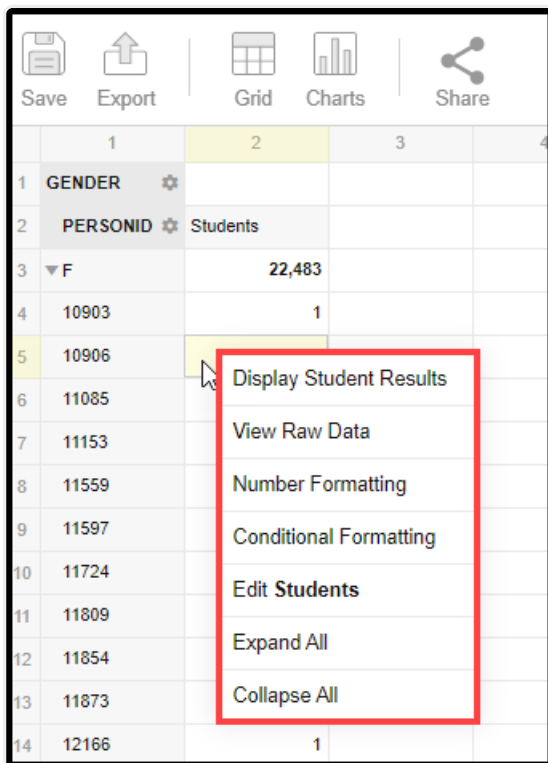 Save Export Grid Charts Share
1 2 3 4
1 GENDER
2 PERSONID Students
3 F 22,483
4 10903 1
5 10906
Display Student Results
6 11085
View Raw Data
7 11153
8 11559
Number Formatting
9 11597
Conditional Formatting
10 11724
Edit Students
11 11809
12 11854
Expand All
13 11873
Collapse All
14 12166 1